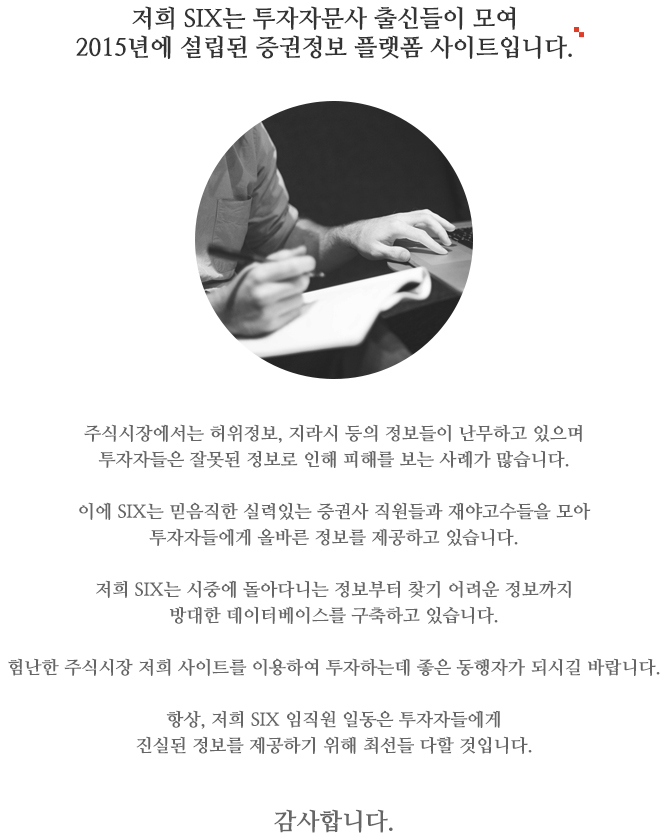 저희 SIX는 투자자문사 출신들이 모여
2015년에 설립된 증권정보 플랫폼 사이트입니다.
주식시장에서는 허위정보, 지라시 등의 정보들이 난무하고 있으며
투자자들은 잘못된 정보로 인해 피해를 보는 사례가 많습니다.
이에 SIX는 믿음직한 실력있는 증권사 직원들과 재야고수들을 모아
투자자들에게 올바른 정보를 제공하고 있습니다.
저희 SIX는 시중에 돌아다니는 정보부터 찾기 어려운 정보까지
방대한 데이터베이스를 구축하고 있습니다.
험난한 주식시장 저희 사이트를 이용하여 투자하는데 좋은 동행자가 되시길 바랍니다.
항상, 저희 SIX 임직원 일동은 투자자들에게
진실된 정보를 제공하기 위해 최선들 다할 것입니다.
감사합니다.